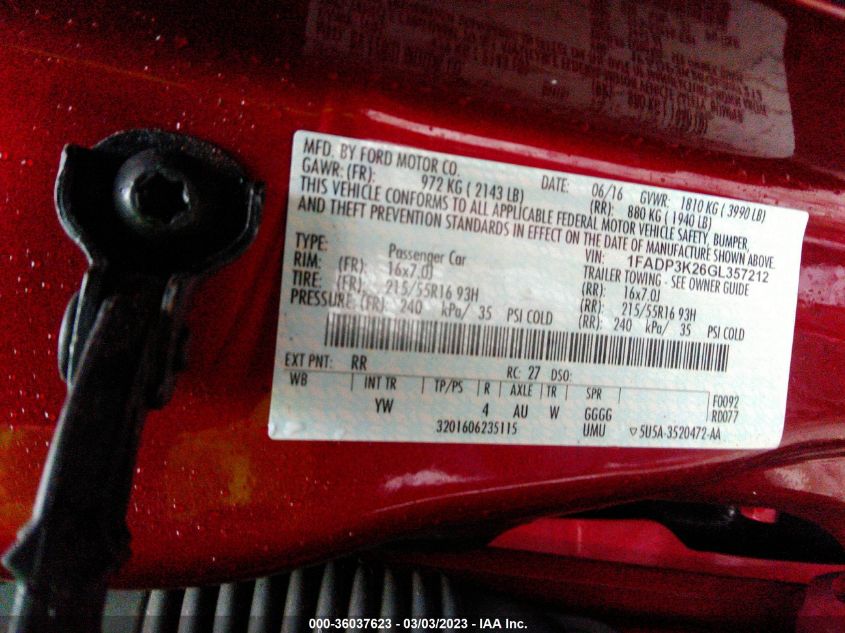 MFD. BY FORD MOTOR CO.
DATE: 06/16 GVWR: 1810 KG ( 3990 LB)
GAWR: (FR): 972 KG ( 2143 LB) (RR): 880 KG ( 1940 LB)
THIS VEHICLE CONFORMS TO ALL APPLICABLE FEDERAL MOTOR VEHICLE SAFETY, BUMPER,
AND THEFT PREVENTION STANDARDS IN EFFECT ON THE DATE OF MANUFACTURE SHOWN ABOVE.
VIN: 1FADP3K26GL357212
TYPE: Passenger Car TRAILER TOWING - SEE OWNER GUIDE
RIM: (FR): 16x7.0J (RR): 16x7.0J
TIRE: (FR): 215/55R16 93H (RR): 215/55R16 93H
PRESSURE: (FR): 240 kPa/ 35 PSI COLD (RR): 240 kPa/ 35 PSI COLD
EXT PNT: RR RC: 27 DSO:
WB INT TR TP/PS R AXLE TR SPR F0092
YW 4 AU W GGGG RD077
3201606235115 UMU ▽5U5A-3520472-AA
000-36037623 - 03/03/2023 - IAA Inc.